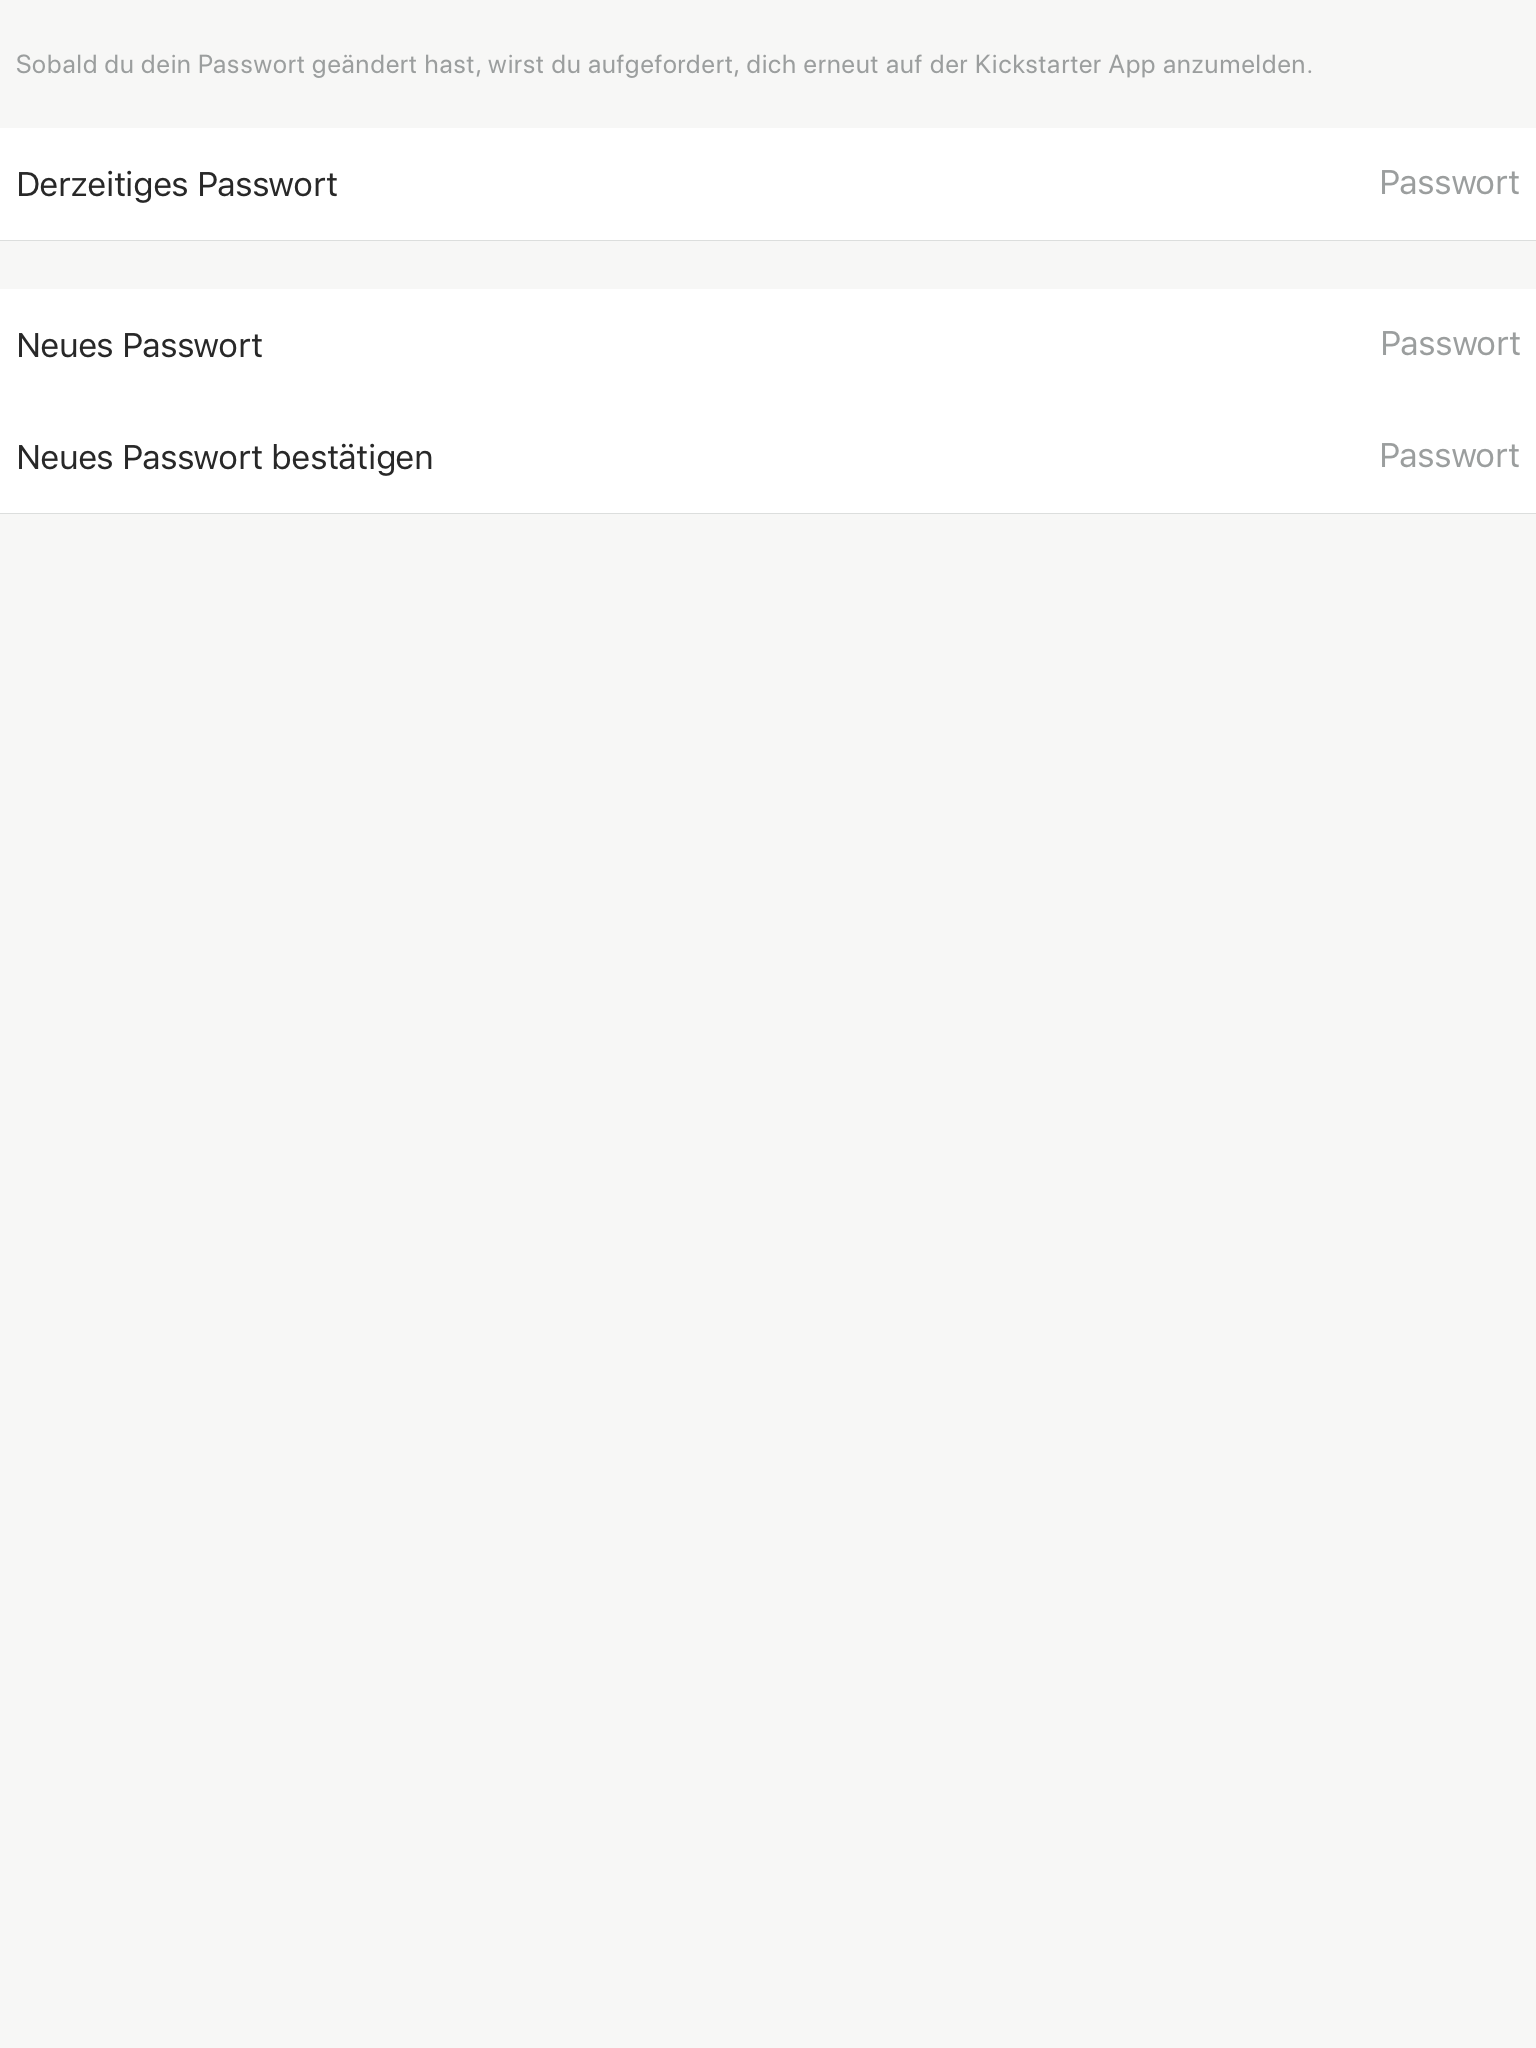 Sobald du dein Passwort geändert hast, wirst du aufgefordert, dich erneut auf der Kickstarter App anzumelden.
Derzeitiges Passwort Passwort
Neues Passwort Passwort
Neues Passwort bestätigen Passwort